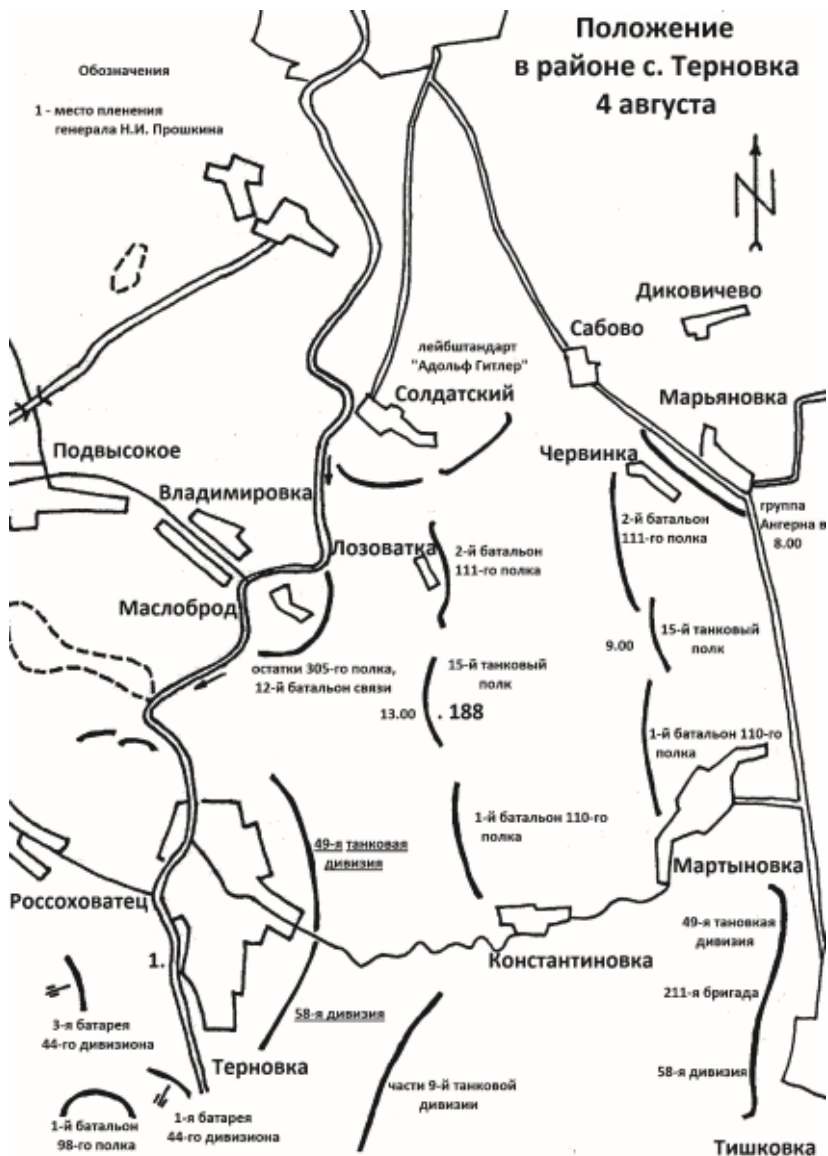 Положение
в районе с. Терновка
4 августа
Обозначения
1 - место пленения
генерала Н.И. Прошкина
N
Диковичево
Сабово
лейбштандарт
"Адольф Гитлер"
Солдатский
Марьяновка
Подвысокое
Червинка
Владимировка
группа
Ангерна в
8.00
2-й батальон
111-го полка
Лозоватка
2-й батальон
111-го полка
Маслоброд
15-й танковый
полк
9.00
остатки 305-го полка,
12-й батальон связи
15-й танковый
полк
13.00
. 188
1-й батальон 110-го
полка
1-й батальон 110-го
полка
49-я танковая
дивизия
Мартыновка
Россоховатец
49-я тановкая
дивизия
1.
Константиновка
211-я бригада
3-я батарея
44-го дивизиона
58-я дивизия
Терновка
58-я дивизия
части 9-й танковой
дивизии
1-й батальон
98-го полка
1-я батарея
44-го дивизиона
Тишковка